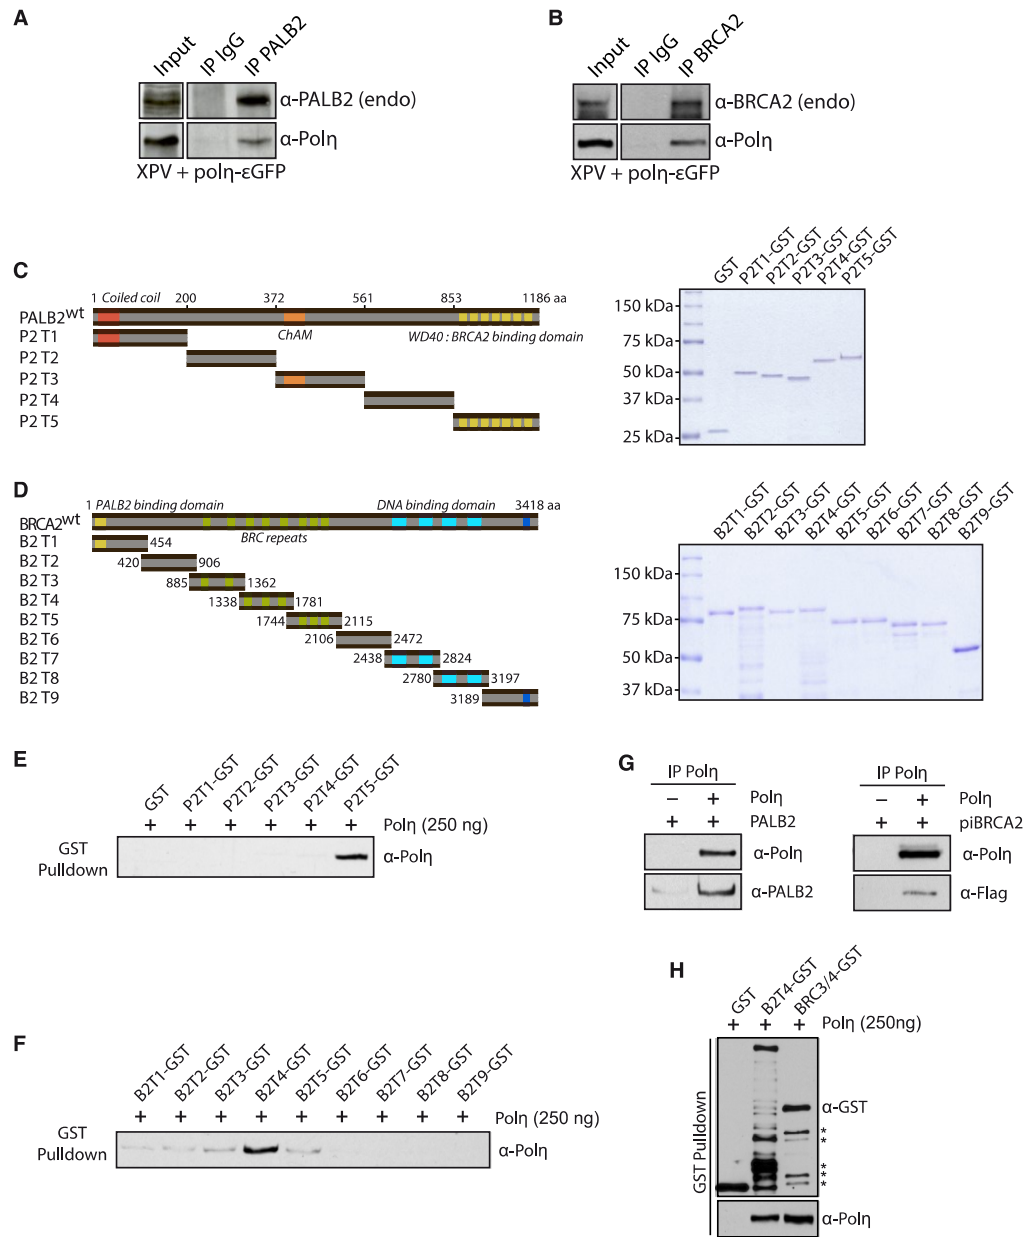 A
Input
IP IgG
IP PALB2
α-PALB2 (endo)
α-Polη
XPV + polη-εGFP
B
Input
IP IgG
IP BRCA2
α-BRCA2 (endo)
α-Polη
XPV + polη-εGFP
C
1 Coiled coil 200 372 561 853 1186 aa
PALB2wt
ChAM
WD40 : BRCA2 binding domain
P2 T1
P2 T2
P2 T3
P2 T4
P2 T5
GST
P2T1-GST
P2T2-GST
P2T3-GST
P2T4-GST
P2T5-GST
150 kDa
75 kDa
50 kDa
37 kDa
25 kDa
D
1 PALB2 binding domain DNA binding domain 3418 aa
BRCA2wt
BRC repeats
B2 T1 454
B2 T2 420 906
B2 T3 885 1362
B2 T4 1338 1781
B2 T5 1744 2115
B2 T6 2106 2472
B2 T7 2438 2824
B2 T8 2780 3197
B2 T9 3189
B2T1-GST
B2T2-GST
B2T3-GST
B2T4-GST
B2T5-GST
B2T6-GST
B2T7-GST
B2T8-GST
B2T9-GST
150 kDa
75 kDa
50 kDa
37 kDa
E
GST
P2T1-GST
P2T2-GST
P2T3-GST
P2T4-GST
P2T5-GST
+ + + + + + Polη (250 ng)
GST
Pulldown
α-Polη
F
B2T1-GST
B2T2-GST
B2T3-GST
B2T4-GST
B2T5-GST
B2T6-GST
B2T7-GST
B2T8-GST
B2T9-GST
+ + + + + + + + + Polη (250 ng)
GST
Pulldown
α-Polη
G
IP Polη
− + Polη
+ + PALB2
α-Polη
α-PALB2
IP Polη
− + Polη
+ + piBRCA2
α-Polη
α-Flag
H
GST
B2T4-GST
BRC3/4-GST
+ + + Polη (250ng)
GST Pulldown
α-GST
*
*
*
*
*
α-Polη